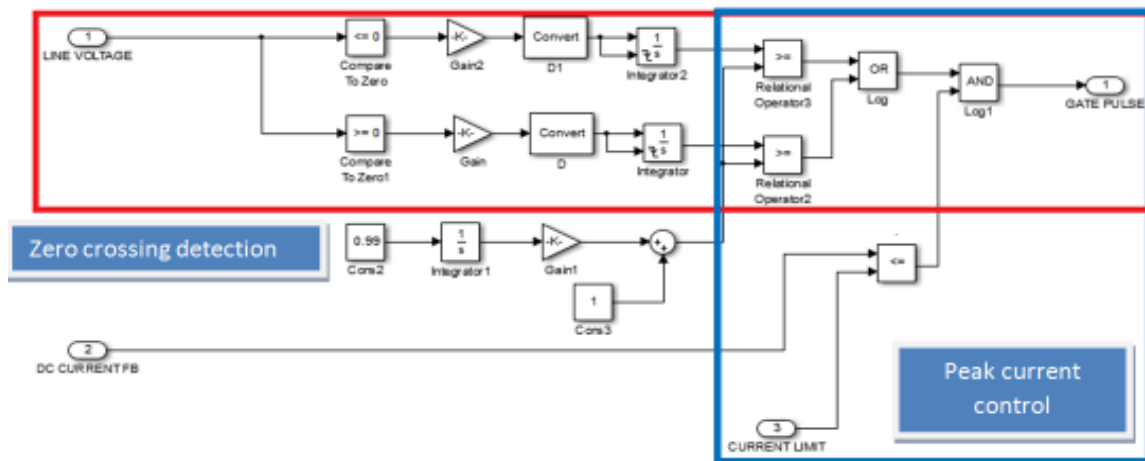 1
LINE VOLTAGE
<= 0
Compare
To Zero
-K-
Gain2
Convert
D1
1
s
Integrator2
>=
Relational
Operator3
OR
Log
AND
Log1
1
GATE PULSE
>= 0
Compare
To Zero1
-K-
Gain
Convert
D
1
s
Integrator
>=
Relational
Operator2
Zero crossing detection
0.99
Cons2
1
s
Integrator1
-K-
Gain1
++
1
Cons3
<=
2
DC CURRENT FB
Peak current
control
3
CURRENT LIMIT